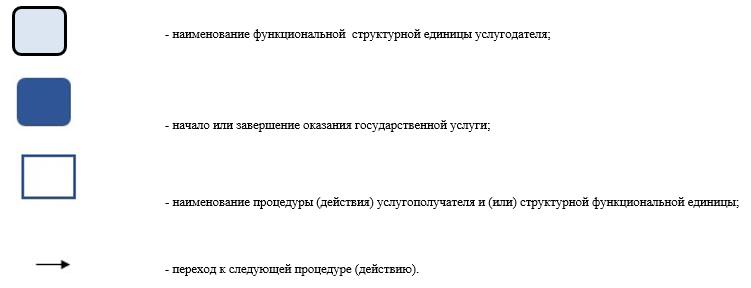 - наименование функциональной структурной единицы услугодателя;
- начало или завершение оказания государственной услуги;
- наименование процедуры (действия) услугополучателя и (или) структурной функциональной единицы;
- переход к следующей процедуре (действию).